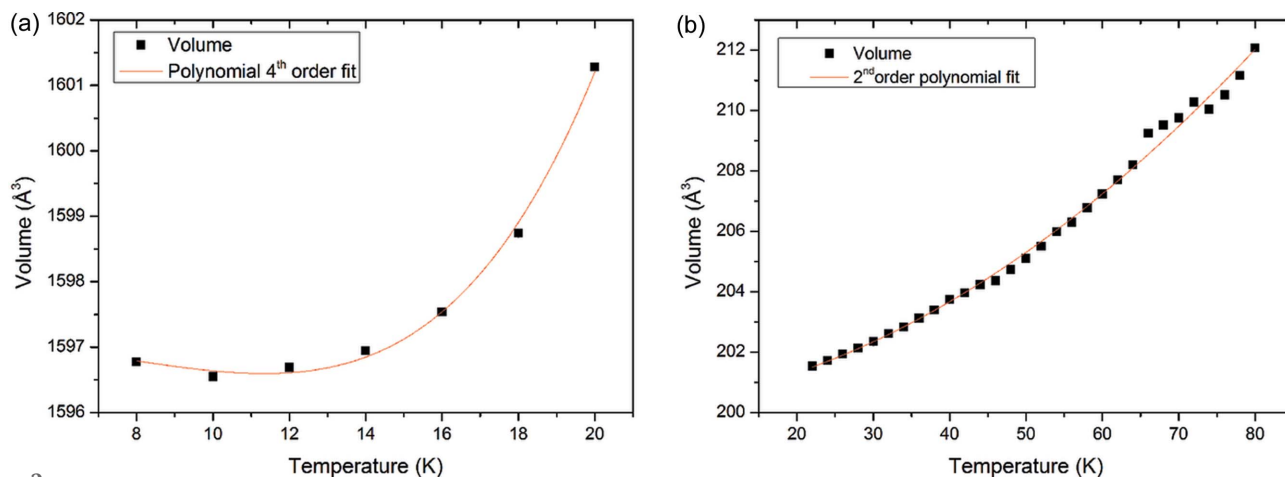 (a)
Volume
Polynomial 4th order fit
1602
1601
1600
1599
1598
1597
1596
Volume (Å3)
8 10 12 14 16 18 20
Temperature (K)
(b)
Volume
2nd order polynomial fit
212
210
208
206
204
202
200
Volume (Å3)
20 30 40 50 60 70 80
Temperature (K)